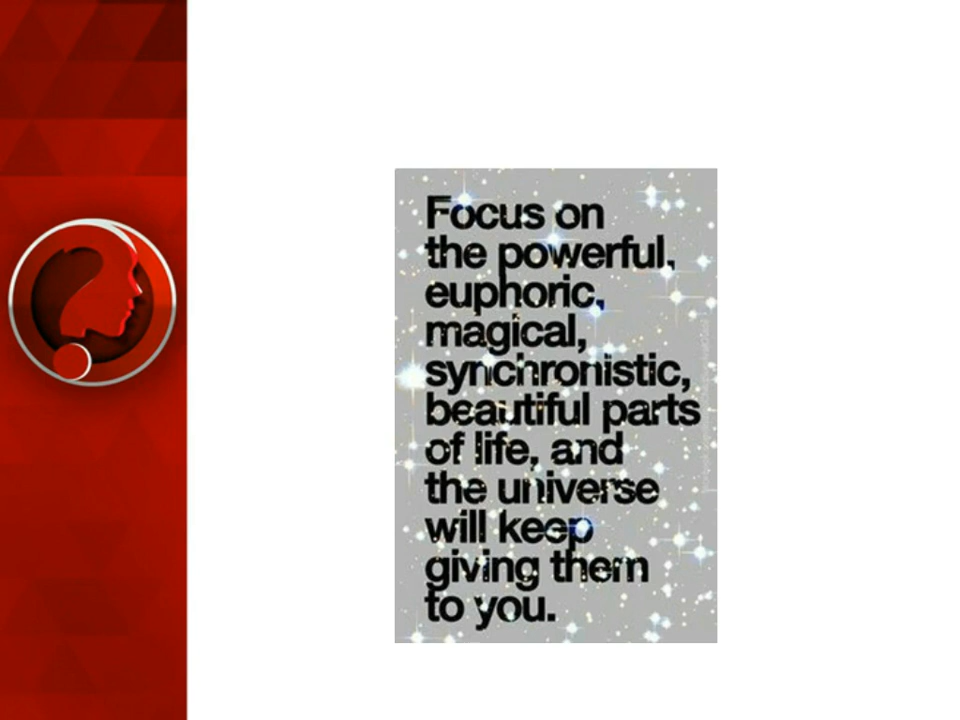 Focus on
the powerful,
euphoric,
magical,
synchronistic,
beautiful parts
of life, and
the universe
will keep
giving them
to you.